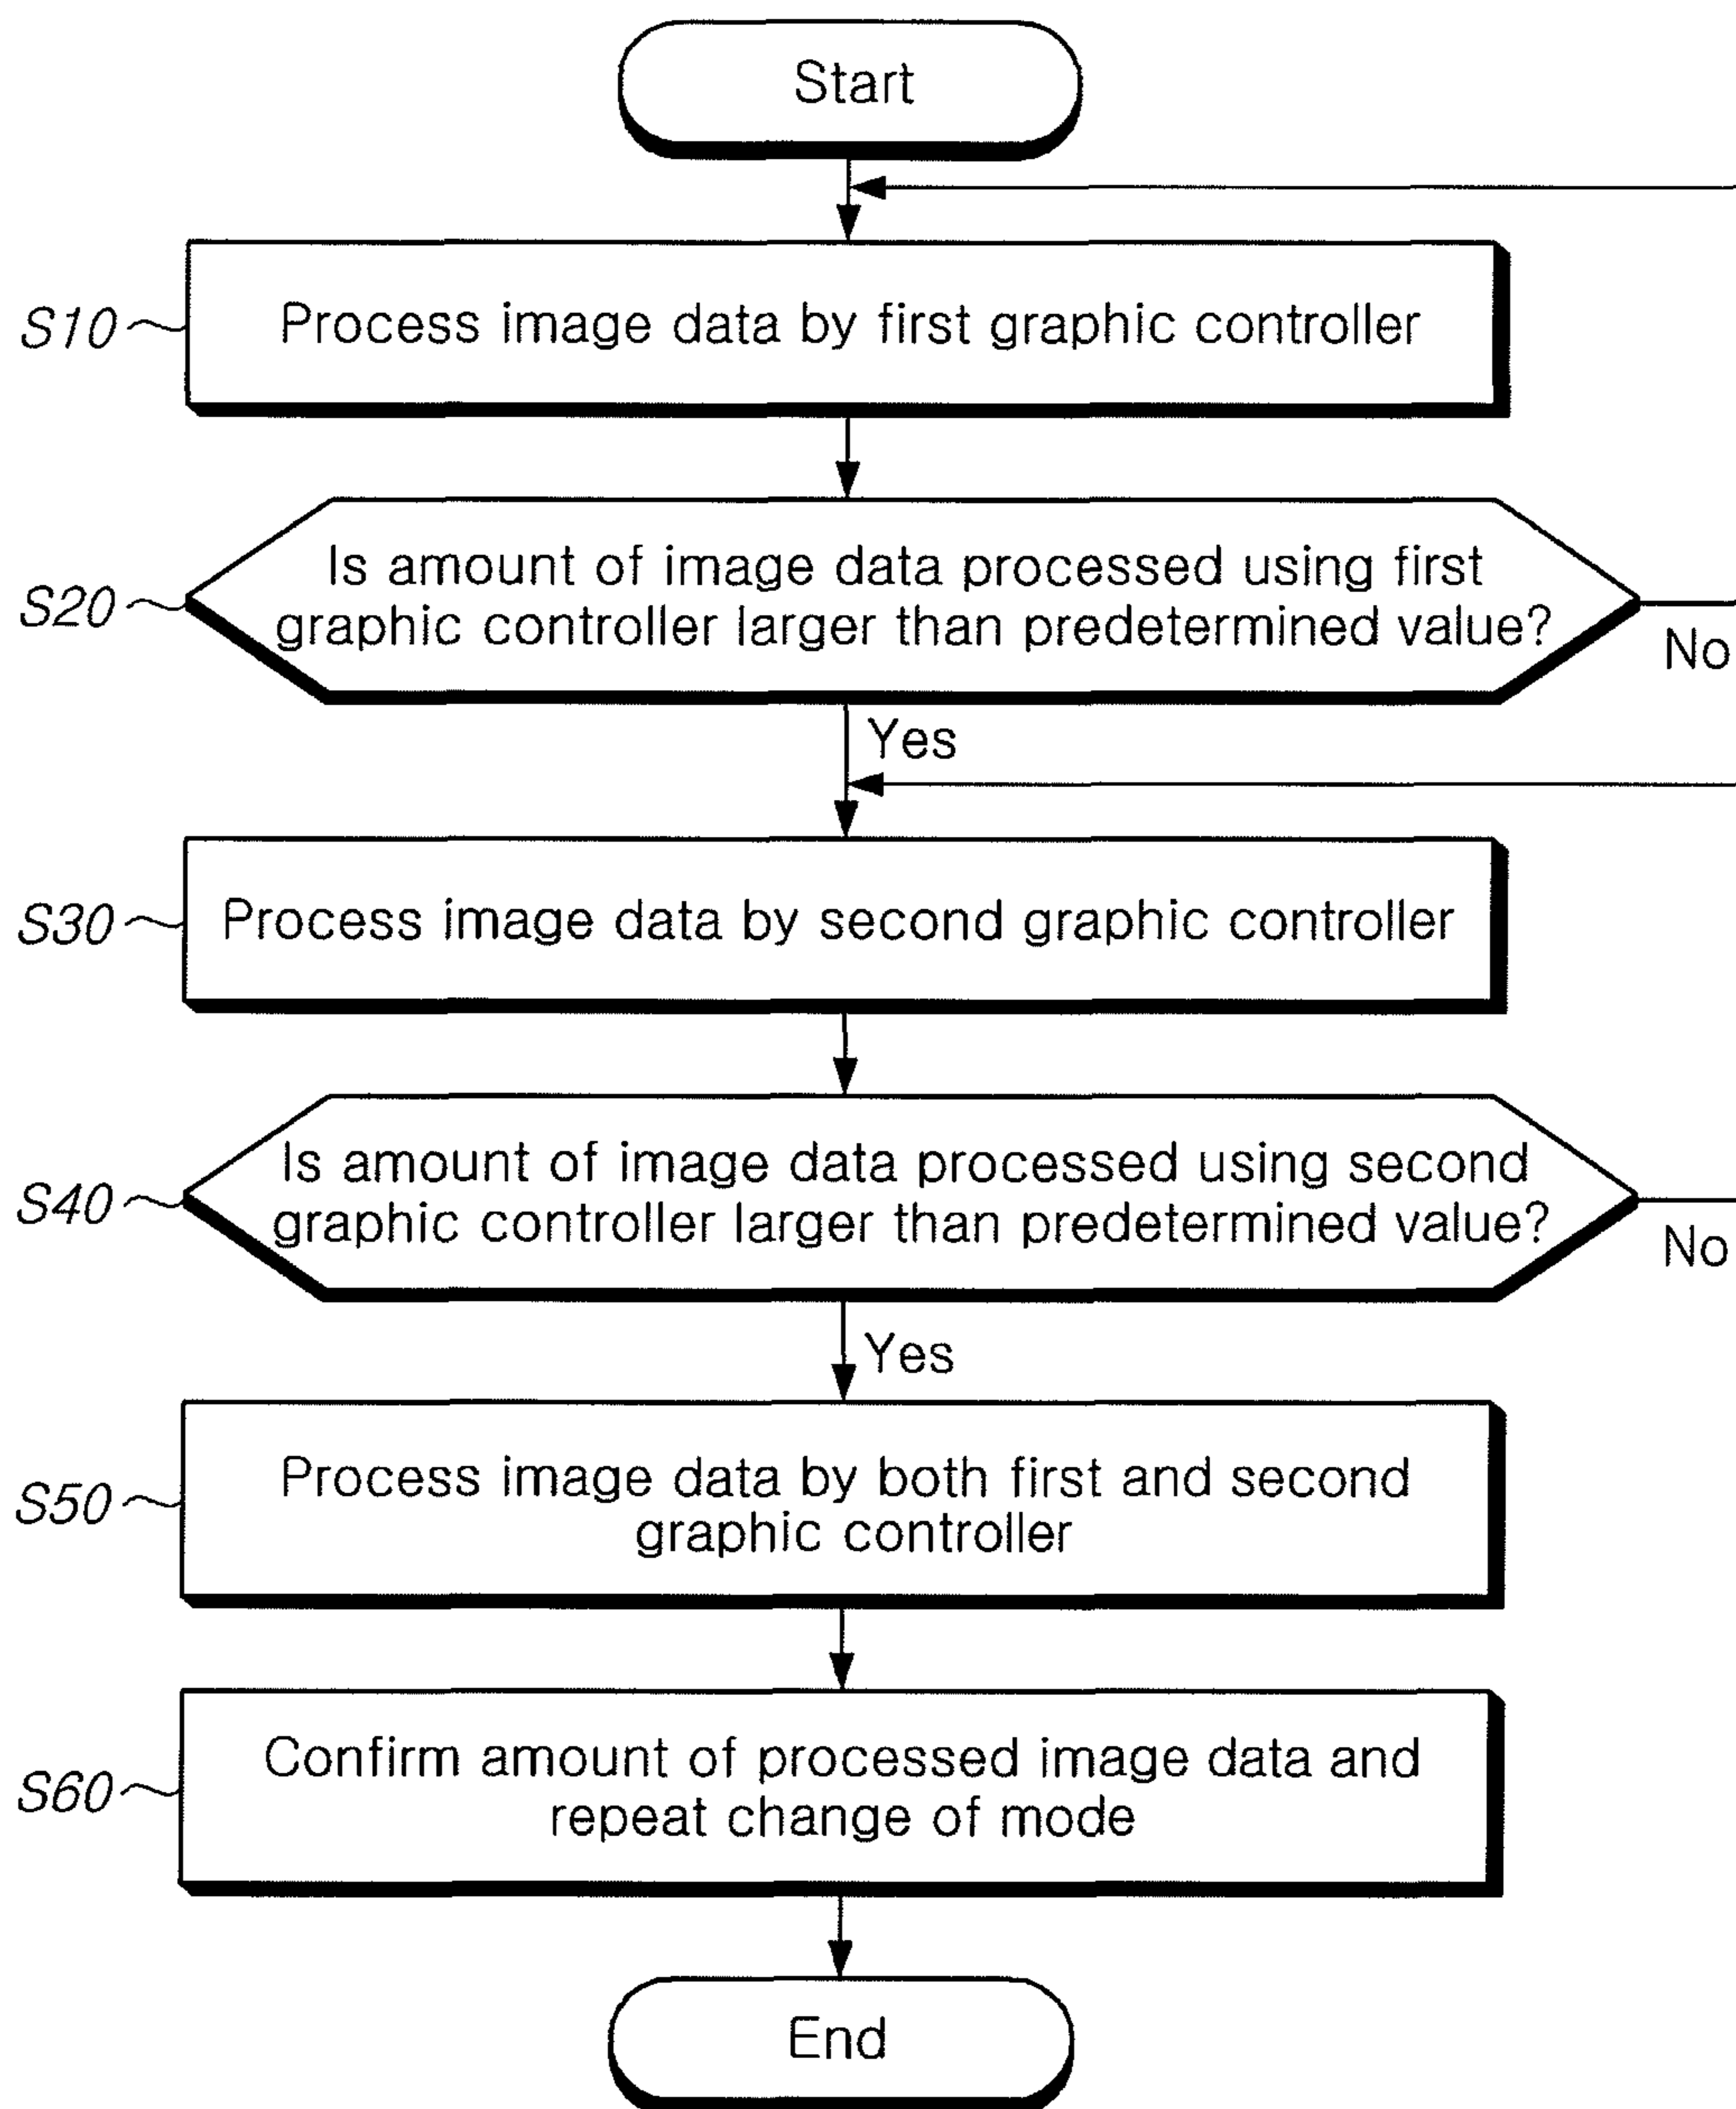 Start
S10
Process image data by first graphic controller
S20
Is amount of image data processed using first
graphic controller larger than predetermined value?
No
Yes
S30
Process image data by second graphic controller
S40
Is amount of image data processed using second
graphic controller larger than predetermined value?
No
Yes
S50
Process image data by both first and second
graphic controller
S60
Confirm amount of processed image data and
repeat change of mode
End